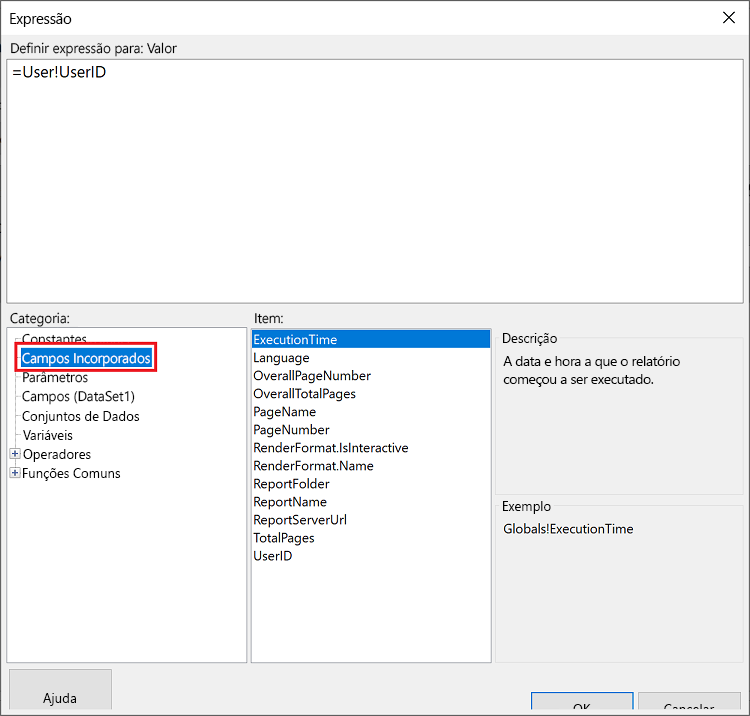 Expressão
Definir expressão para: Valor
=User!UserID
Categoria:
Constantes
Campos Incorporados
Parâmetros
Campos (DataSet1)
Conjuntos de Dados
Variáveis
Operadores
Funções Comuns
Item:
ExecutionTime
Language
OverallPageNumber
OverallTotalPages
PageName
PageNumber
RenderFormat.IsInteractive
RenderFormat.Name
ReportFolder
ReportName
ReportServerUrl
TotalPages
UserID
Descrição
A data e hora a que o relatório
começou a ser executado.
Exemplo
Globals!ExecutionTime
Ajuda
OK
Cancelar